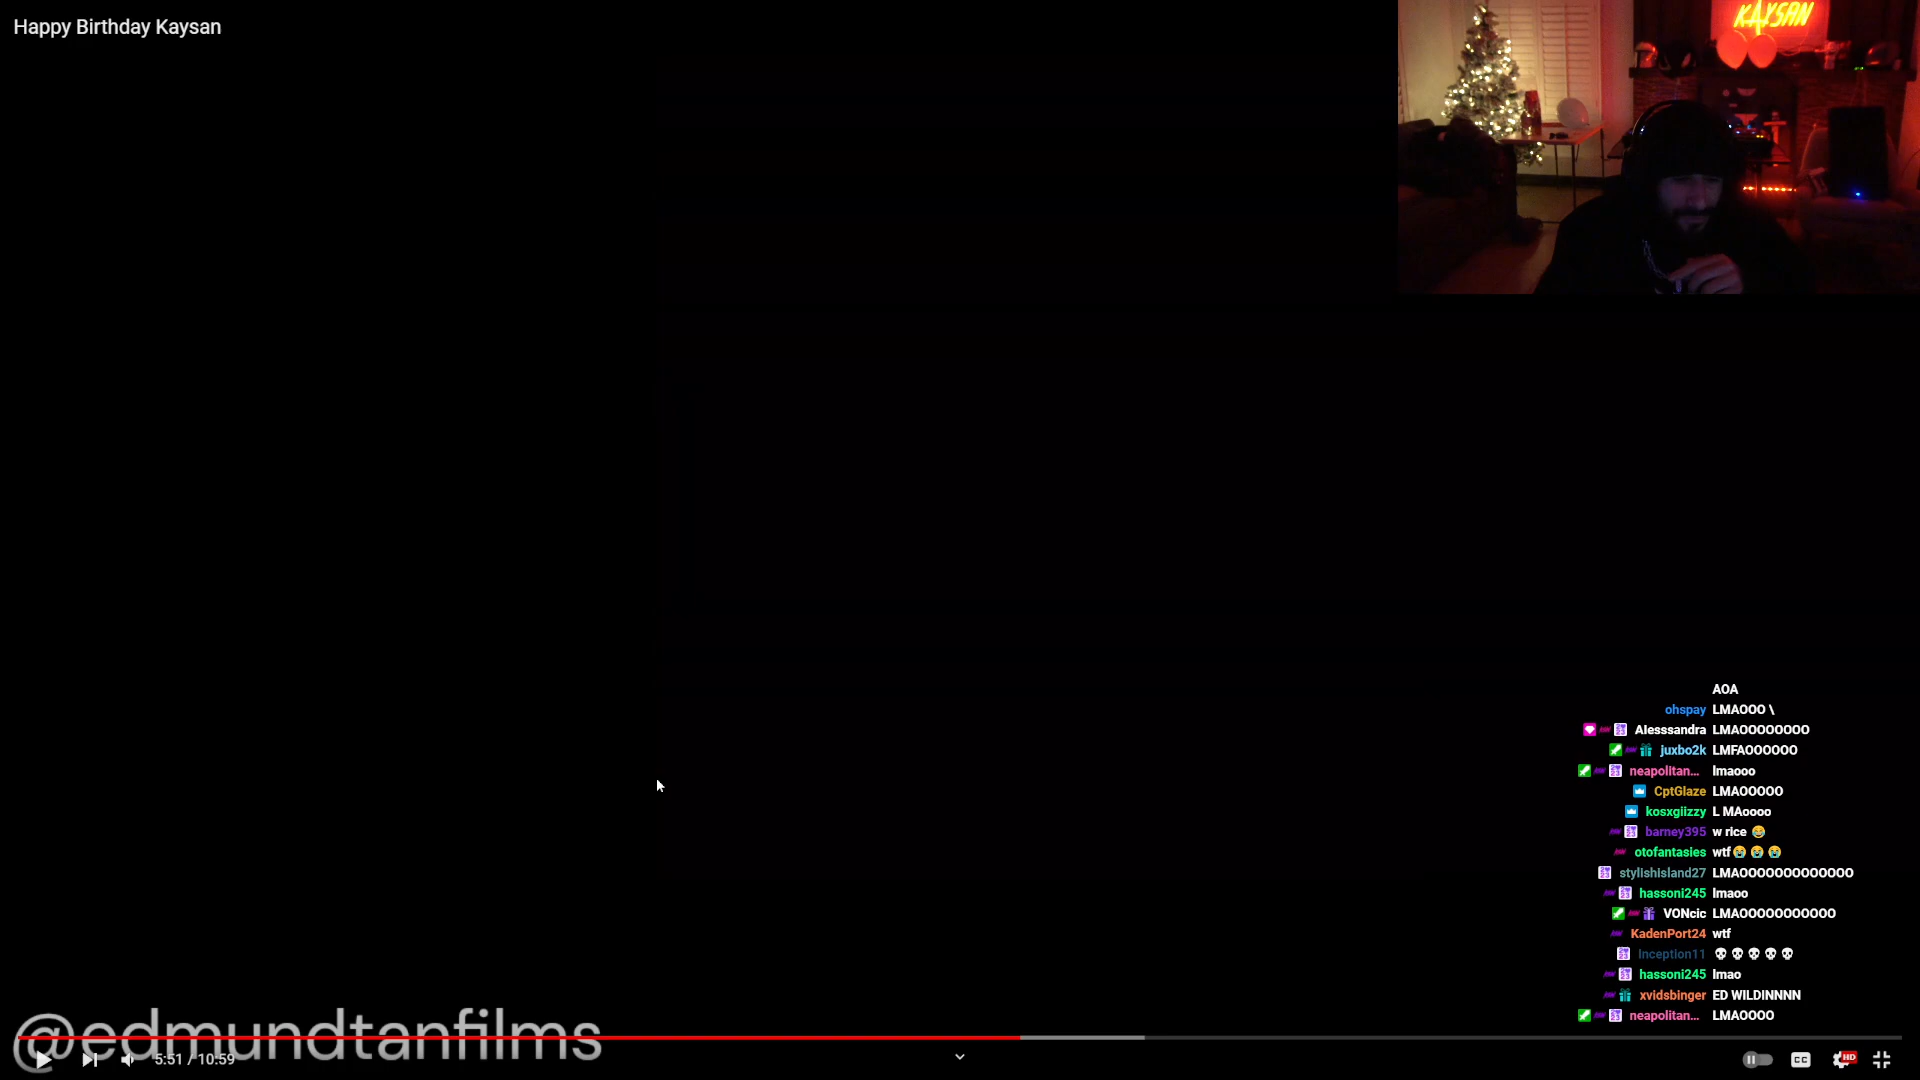 Happy Birthday Kaysan
KAYSAN
AOA
ohspay LMAOOO \
Alesssandra LMAOOOOOOOO
juxbo2k LMFAOOOOOO
neapolitan... lmaooo
CptGlaze LMAOOOOO
kosxgiizzy L MAoooo
barney395 w rice 😂
otofantasies wtf😭 😭 😭
stylishisland27 LMAOOOOOOOOOOOOO
hassoni245 lmaoo
VONcic LMAOOOOOOOOOOO
KadenPort24 wtf
Inception11 💀 💀 💀 💀 💀
hassoni245 lmao
xvidsbinger ED WILDINNNN
neapolitan... LMAOOOO
@edmundtanfilms
5:51 / 10:59
CC
HD